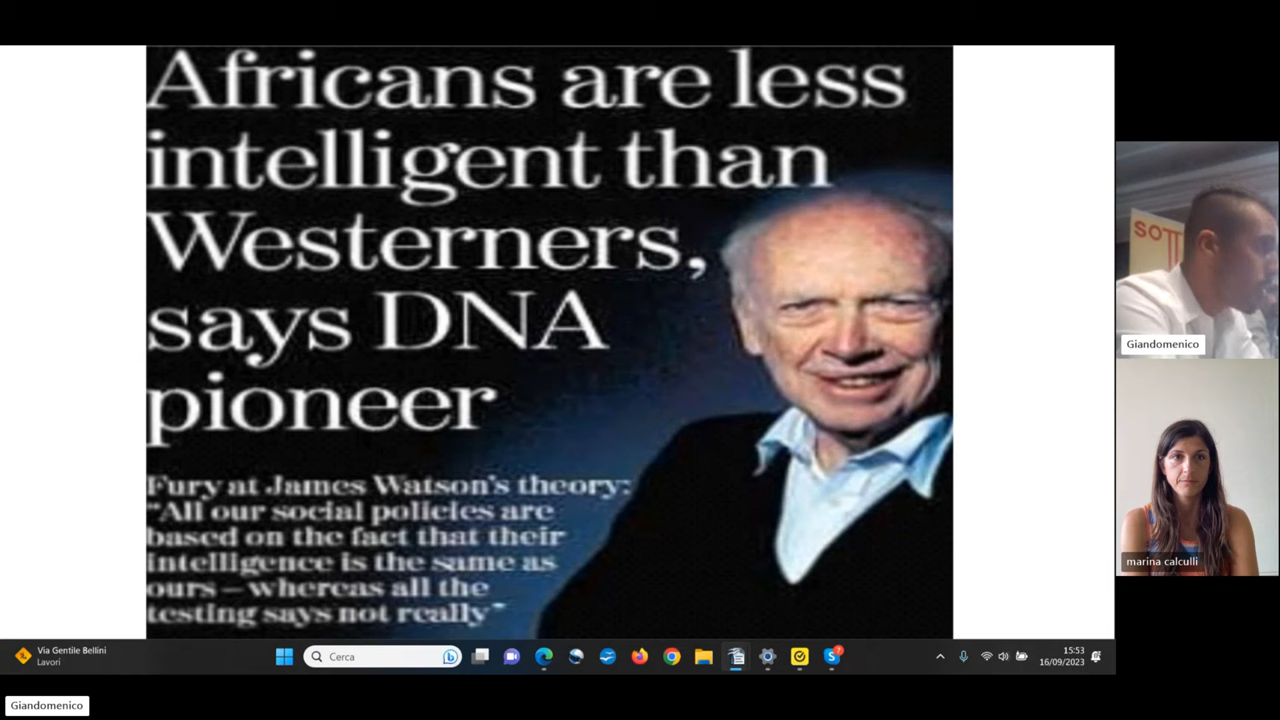 Africans are less
intelligent than
Westerners,
says DNA
pioneer
Fury at James Watson's theory:
"All our social policies are
based on the fact that their
intelligence is the same as
ours – whereas all the
testing says not really"
SOTT
Giandomenico
marina calculli
Via Gentile Bellini
Lavori
Cerca
7
15:53
16/09/2023
Giandomenico